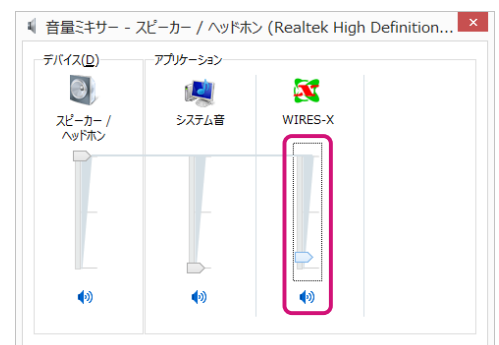 音量ミキサー - スピーカー / ヘッドホン (Realtek High Definition...
デバイス(D)
アプリケーション
スピーカー /
ヘッドホン
システム音
WIRES-X